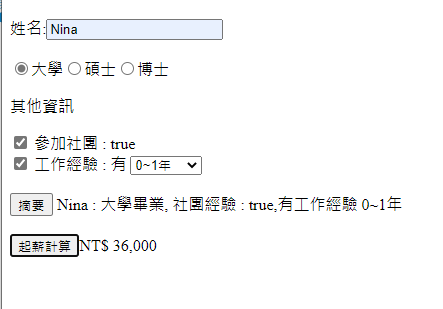 姓名:Nina
大學 碩士 博士
其他資訊
參加社團 : true
工作經驗 : 有 0~1年
摘要 Nina : 大學畢業, 社團經驗 : true,有工作經驗 0~1年
起薪計算 NT$ 36,000